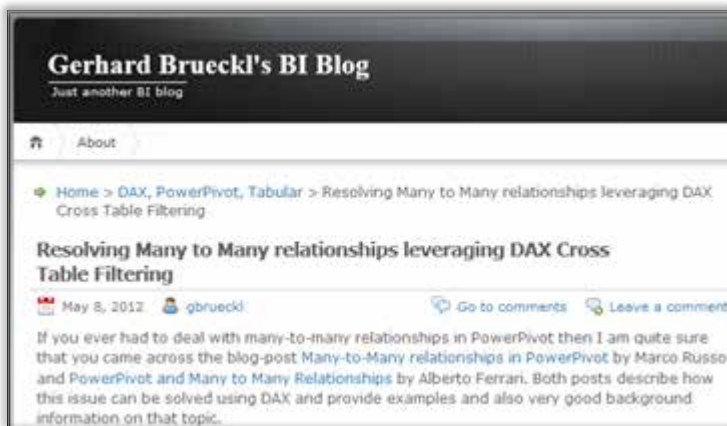 Gerhard Brueckl's BI Blog
Just another BI blog
About
Home > DAX, PowerPivot, Tabular > Resolving Many to Many relationships leveraging DAX
Cross Table Filtering
Resolving Many to Many relationships leveraging DAX Cross
Table Filtering
May 8, 2012 gbrueckl Go to comments Leave a comment
If you ever had to deal with many-to-many relationships in PowerPivot then I am quite sure
that you came across the blog-post Many-to-Many relationships in PowerPivot by Marco Russo
and PowerPivot and Many to Many Relationships by Alberto Ferrari. Both posts describe how
this issue can be solved using DAX and provide examples and also very good background
information on that topic.